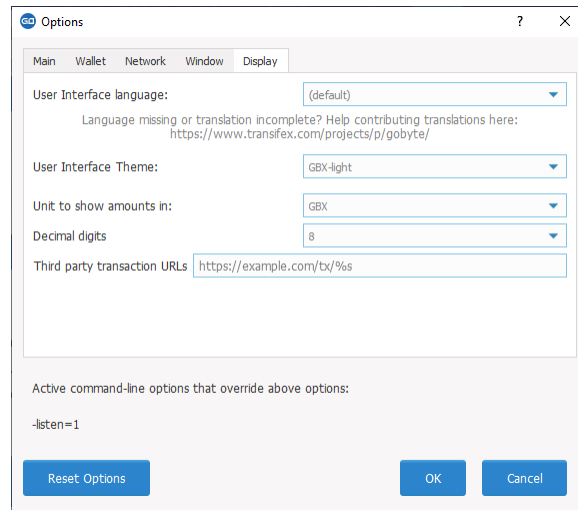 GO Options ? ×
Main Wallet Network Window Display
User Interface language: (default)
Language missing or translation incomplete? Help contributing translations here:
https://www.transifex.com/projects/p/gobyte/
User Interface Theme: GBX-light
Unit to show amounts in: GBX
Decimal digits 8
Third party transaction URLs https://example.com/tx/%s
Active command-line options that override above options:
-listen=1
Reset Options OK Cancel